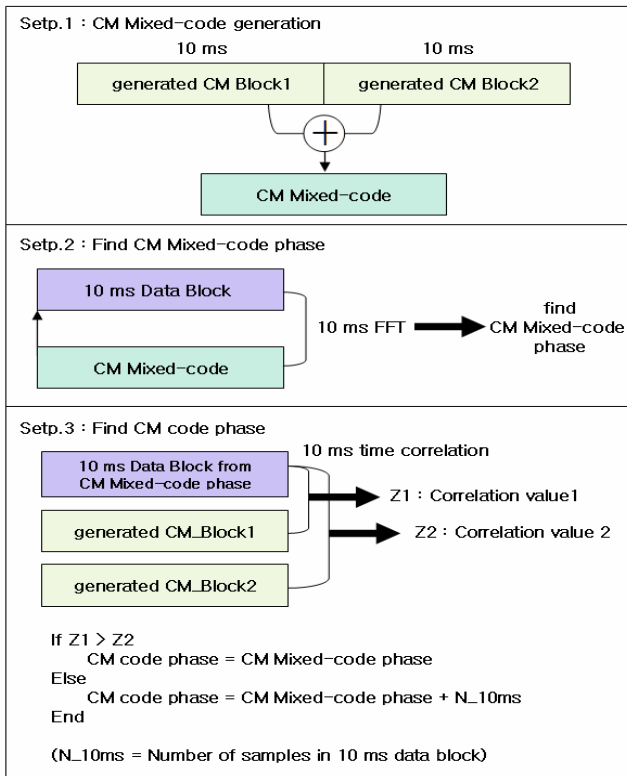 Setp.1 : CM Mixed-code generation
10 ms 10 ms
generated CM Block1 generated CM Block2
+
CM Mixed-code
Setp.2 : Find CM Mixed-code phase
10 ms Data Block
CM Mixed-code
10 ms FFT
find
CM Mixed-code
phase
Setp.3 : Find CM code phase
10 ms time correlation
10 ms Data Block from
CM Mixed-code phase
Z1 : Correlation value1
generated CM_Block1
Z2 : Correlation value 2
generated CM_Block2
If Z1 > Z2
CM code phase = CM Mixed-code phase
Else
CM code phase = CM Mixed-code phase + N_10ms
End
(N_10ms = Number of samples in 10 ms data block)